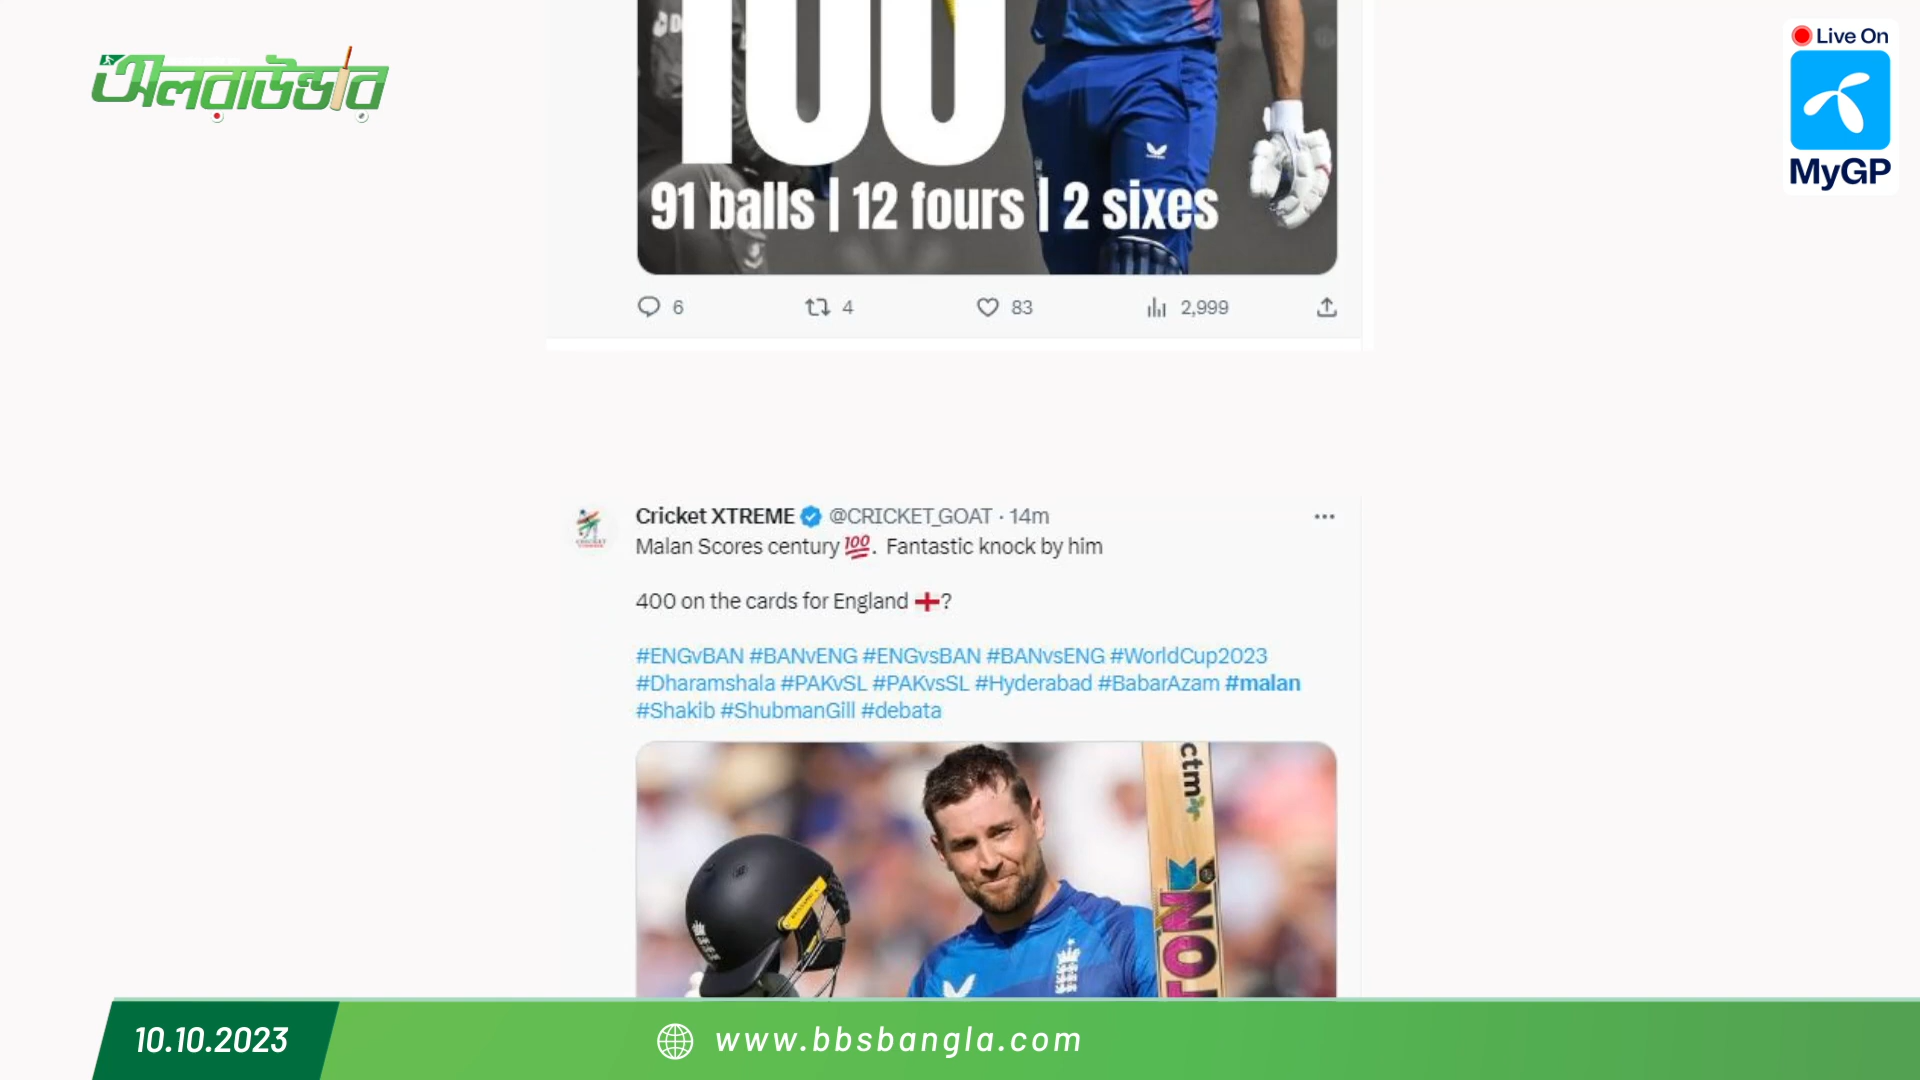 অলরাউন্ডার
Live On
MyGP
100
91 balls | 12 fours | 2 sixes
6 4 83 2,999
Cricket XTREME @CRICKET_GOAT · 14m
Malan Scores century 💯. Fantastic knock by him
400 on the cards for England 🏴󠁧󠁢󠁥󠁮󠁧󠁿?
#ENGvBAN #BANvENG #ENGvsBAN #BANvsENG #WorldCup2023
#Dharamshala #PAKvSL #PAKvsSL #Hyderabad #BabarAzam #malan
#Shakib #ShubmanGill #debata
ctm
TON
10.10.2023
www.bbsbangla.com